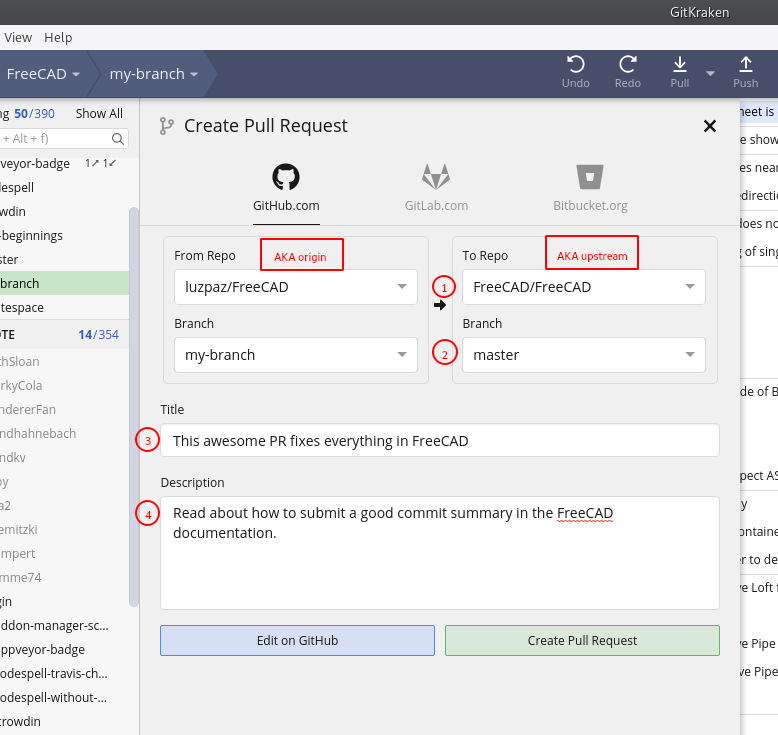 GitKraken
View Help
FreeCAD my-branch Undo Redo Pull Push
ng 50/390 Show All
+ Alt + f)
veyor-badge 1 1
despell
wdin
-beginnings
ster
branch
tespace
OTE 14/354
thSloan
rkyCola
ndererFan
ndhahnebach
ndkv
by
a2
emitzki
mpert
mme74
gin
ddon-manager-sc...
ppveyor-badge
odespell-travis-ch...
odespell-without-...
crowdin
Create Pull Request
GitHub.com GitLab.com Bitbucket.org
From Repo AKA origin To Repo AKA upstream
luzpaz/FreeCAD 1 FreeCAD/FreeCAD
Branch Branch
my-branch 2 master
Title
3 This awesome PR fixes everything in FreeCAD
Description
4 Read about how to submit a good commit summary in the FreeCAD
documentation.
Edit on GitHub Create Pull Request
heet is
e show
es near
edirecti
does no
g of sing
de of B
pect AS
y
ontaine
r to de
ve Loft f
ve Pipe
ve Pipe